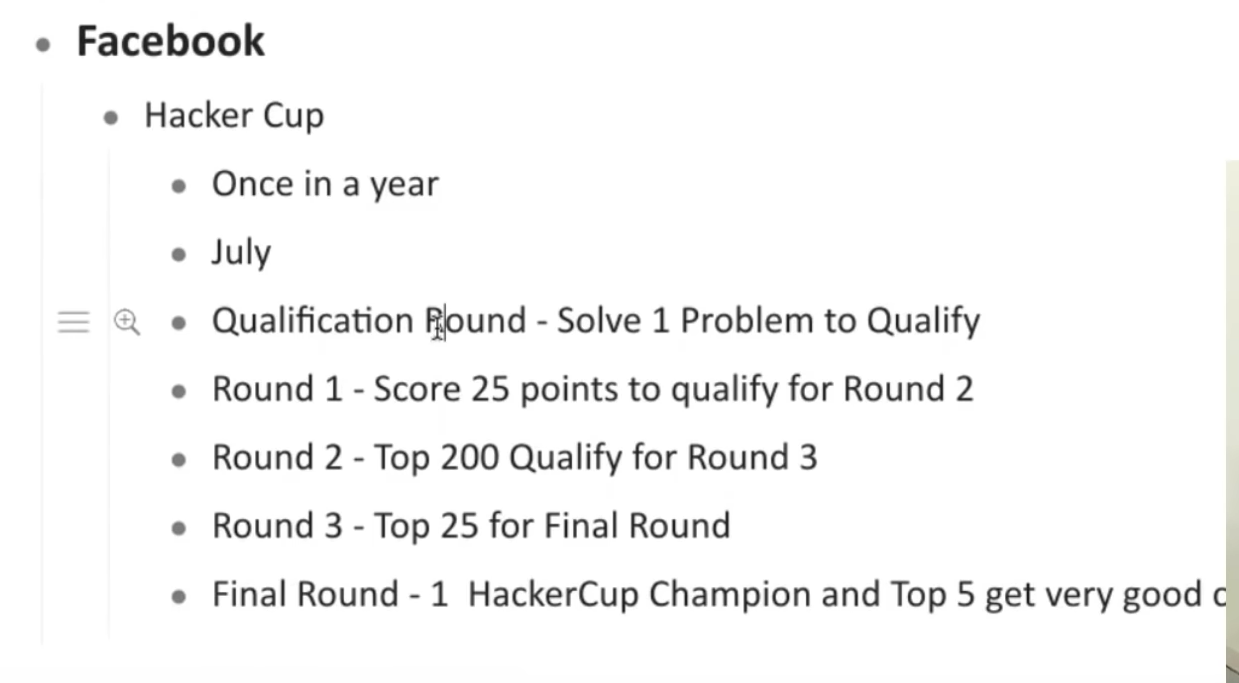 Facebook
Hacker Cup
Once in a year
July
Qualification Round - Solve 1 Problem to Qualify
Round 1 - Score 25 points to qualify for Round 2
Round 2 - Top 200 Qualify for Round 3
Round 3 - Top 25 for Final Round
Final Round - 1 HackerCup Champion and Top 5 get very good